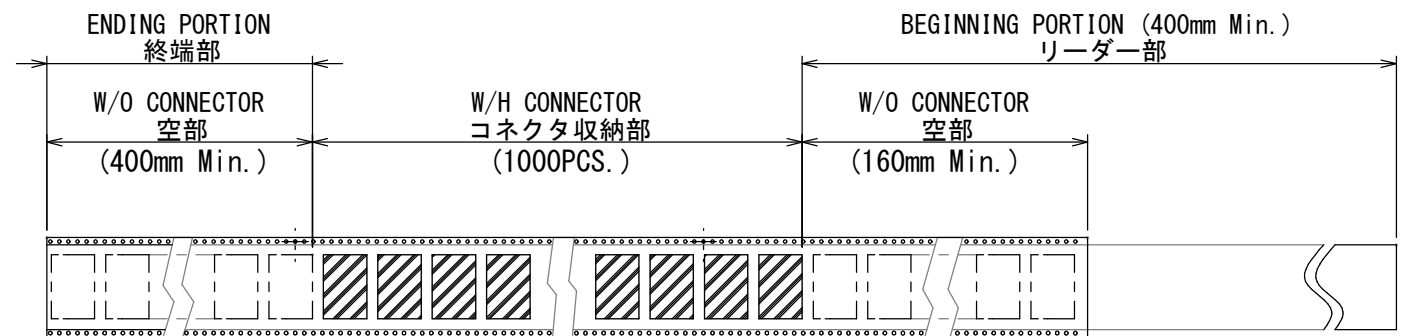 ENDING PORTION
終端部
BEGINNING PORTION (400mm Min.)
リーダー部
W/O CONNECTOR
空部
(400mm Min.)
W/H CONNECTOR
コネクタ収納部
(1000PCS.)
W/O CONNECTOR
空部
(160mm Min.)